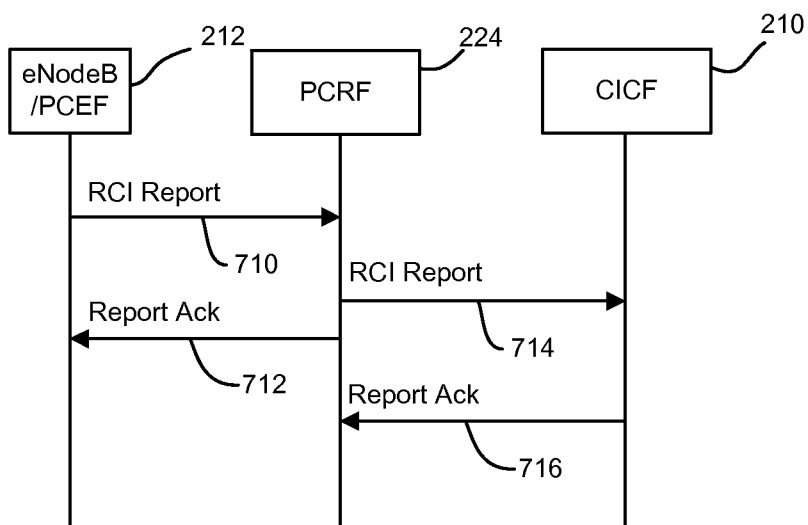 212
224
210
eNodeB
/PCEF
PCRF
CICF
RCI Report
710
RCI Report
Report Ack
714
712
Report Ack
716